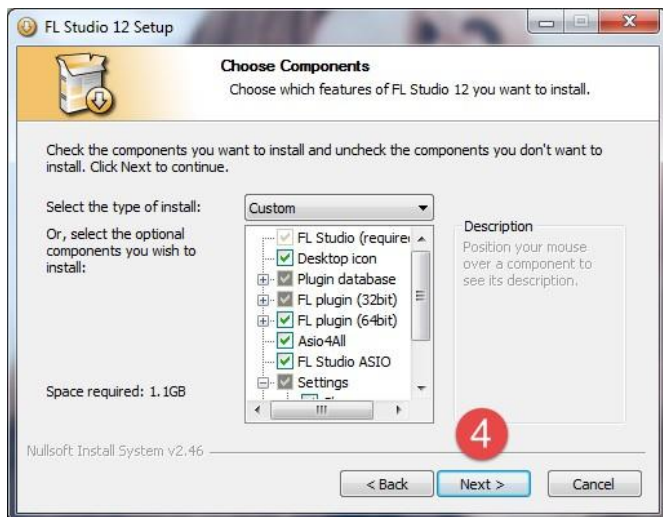 FL Studio 12 Setup
Choose Components
Choose which features of FL Studio 12 you want to install.
Check the components you want to install and uncheck the components you don't want to
install. Click Next to continue.
Select the type of install:
Custom
Or, select the optional
components you wish to
install:
FL Studio (require
Desktop icon
Plugin database
FL plugin (32bit)
FL plugin (64bit)
Asio4All
FL Studio ASIO
Settings
Description
Position your mouse
over a component to
see its description.
Space required: 1.1GB
4
Nullsoft Install System v2.46
< Back
Next >
Cancel